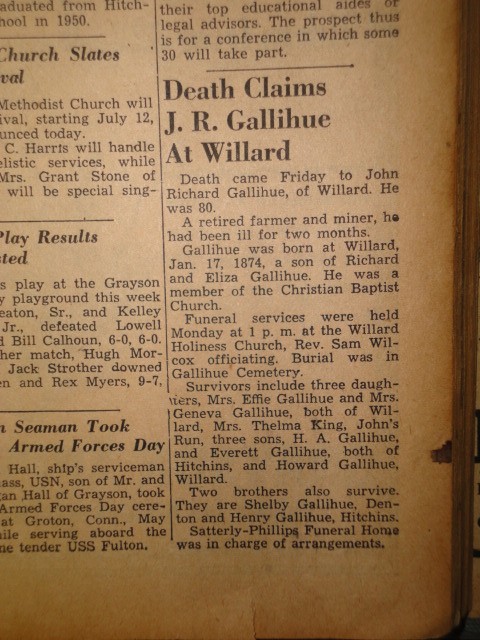 aduated from Hitch-
hool in 1950.
Church Slates
val
Methodist Church will
ival, starting July 12,
unced today.
C. Harris will handle
elistic services, while
Mrs. Grant Stone of
will be special sing-
Play Results
sted
s play at the Grayson
y playground this week
eaton, Sr., and Kelley
Jr., defeated Lowell
d Bill Calhoun, 6-0, 6-0.
her match, Hugh Mor-
Jack Strother downed
en and Rex Myers, 9-7,
n Seaman Took
Armed Forces Day
Hall, ship's serviceman
ass, USN, son of Mr. and
gan Hall of Grayson, took
Armed Forces Day cere-
at Groton, Conn., May
hile serving aboard the
ne tender USS Fulton.
their top educational aides or
legal advisors. The prospect thus
is for a conference in which some
30 will take part.
Death Claims
J. R. Gallihue
At Willard
Death came Friday to John
Richard Gallihue, of Willard. He
was 80.
A retired farmer and miner, he
had been ill for two months.
Gallihue was born at Willard,
Jan. 17, 1874, a son of Richard
and Eliza Gallihue. He was a
member of the Christian Baptist
Church.
Funeral services were held
Monday at 1 p. m. at the Willard
Holiness Church, Rev. Sam Wil-
cox officiating. Burial was in
Gallihue Cemetery.
Survivors include three daugh-
ters, Mrs. Effie Gallihue and Mrs.
Geneva Gallihue, both of Wil-
lard, Mrs. Thelma King, John's
Run, three sons, H. A. Gallihue,
and Everett Gallihue, both of
Hitchins, and Howard Gallihue,
Willard.
Two brothers also survive.
They are Shelby Gallihue, Den-
ton and Henry Gallihue, Hitchins.
Satterly-Phillips Funeral Home
was in charge of arrangements.